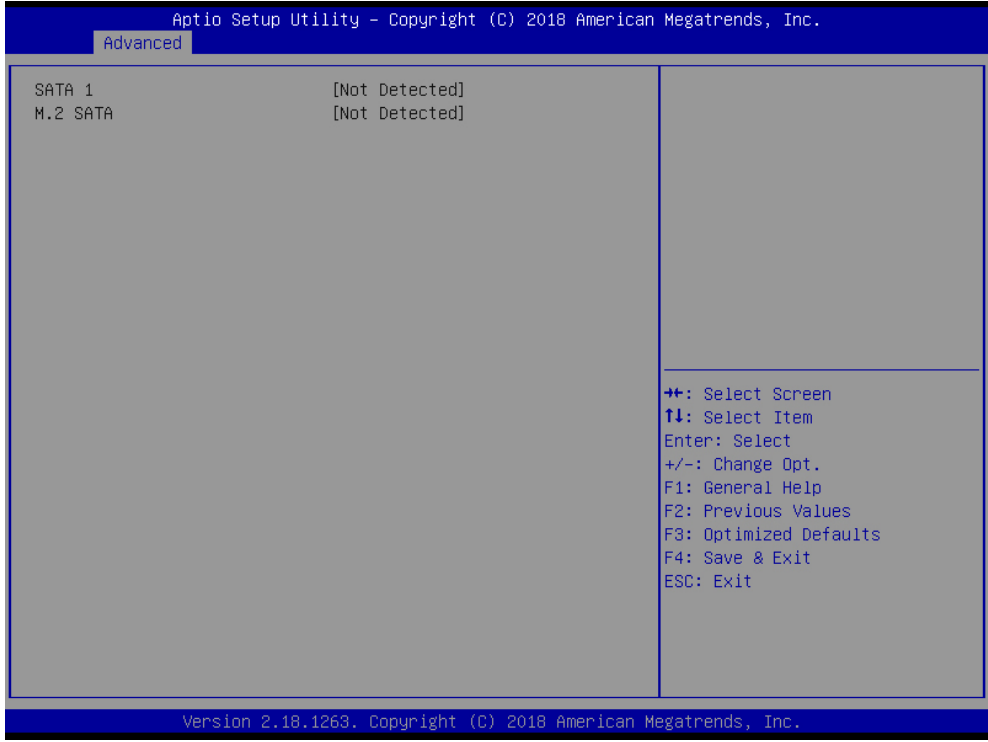 Aptio Setup Utility – Copyright (C) 2018 American Megatrends, Inc.
Advanced
SATA 1 [Not Detected]
M.2 SATA [Not Detected]
→←: Select Screen
↑↓: Select Item
Enter: Select
+/-: Change Opt.
F1: General Help
F2: Previous Values
F3: Optimized Defaults
F4: Save & Exit
ESC: Exit
Version 2.18.1263. Copyright (C) 2018 American Megatrends, Inc.